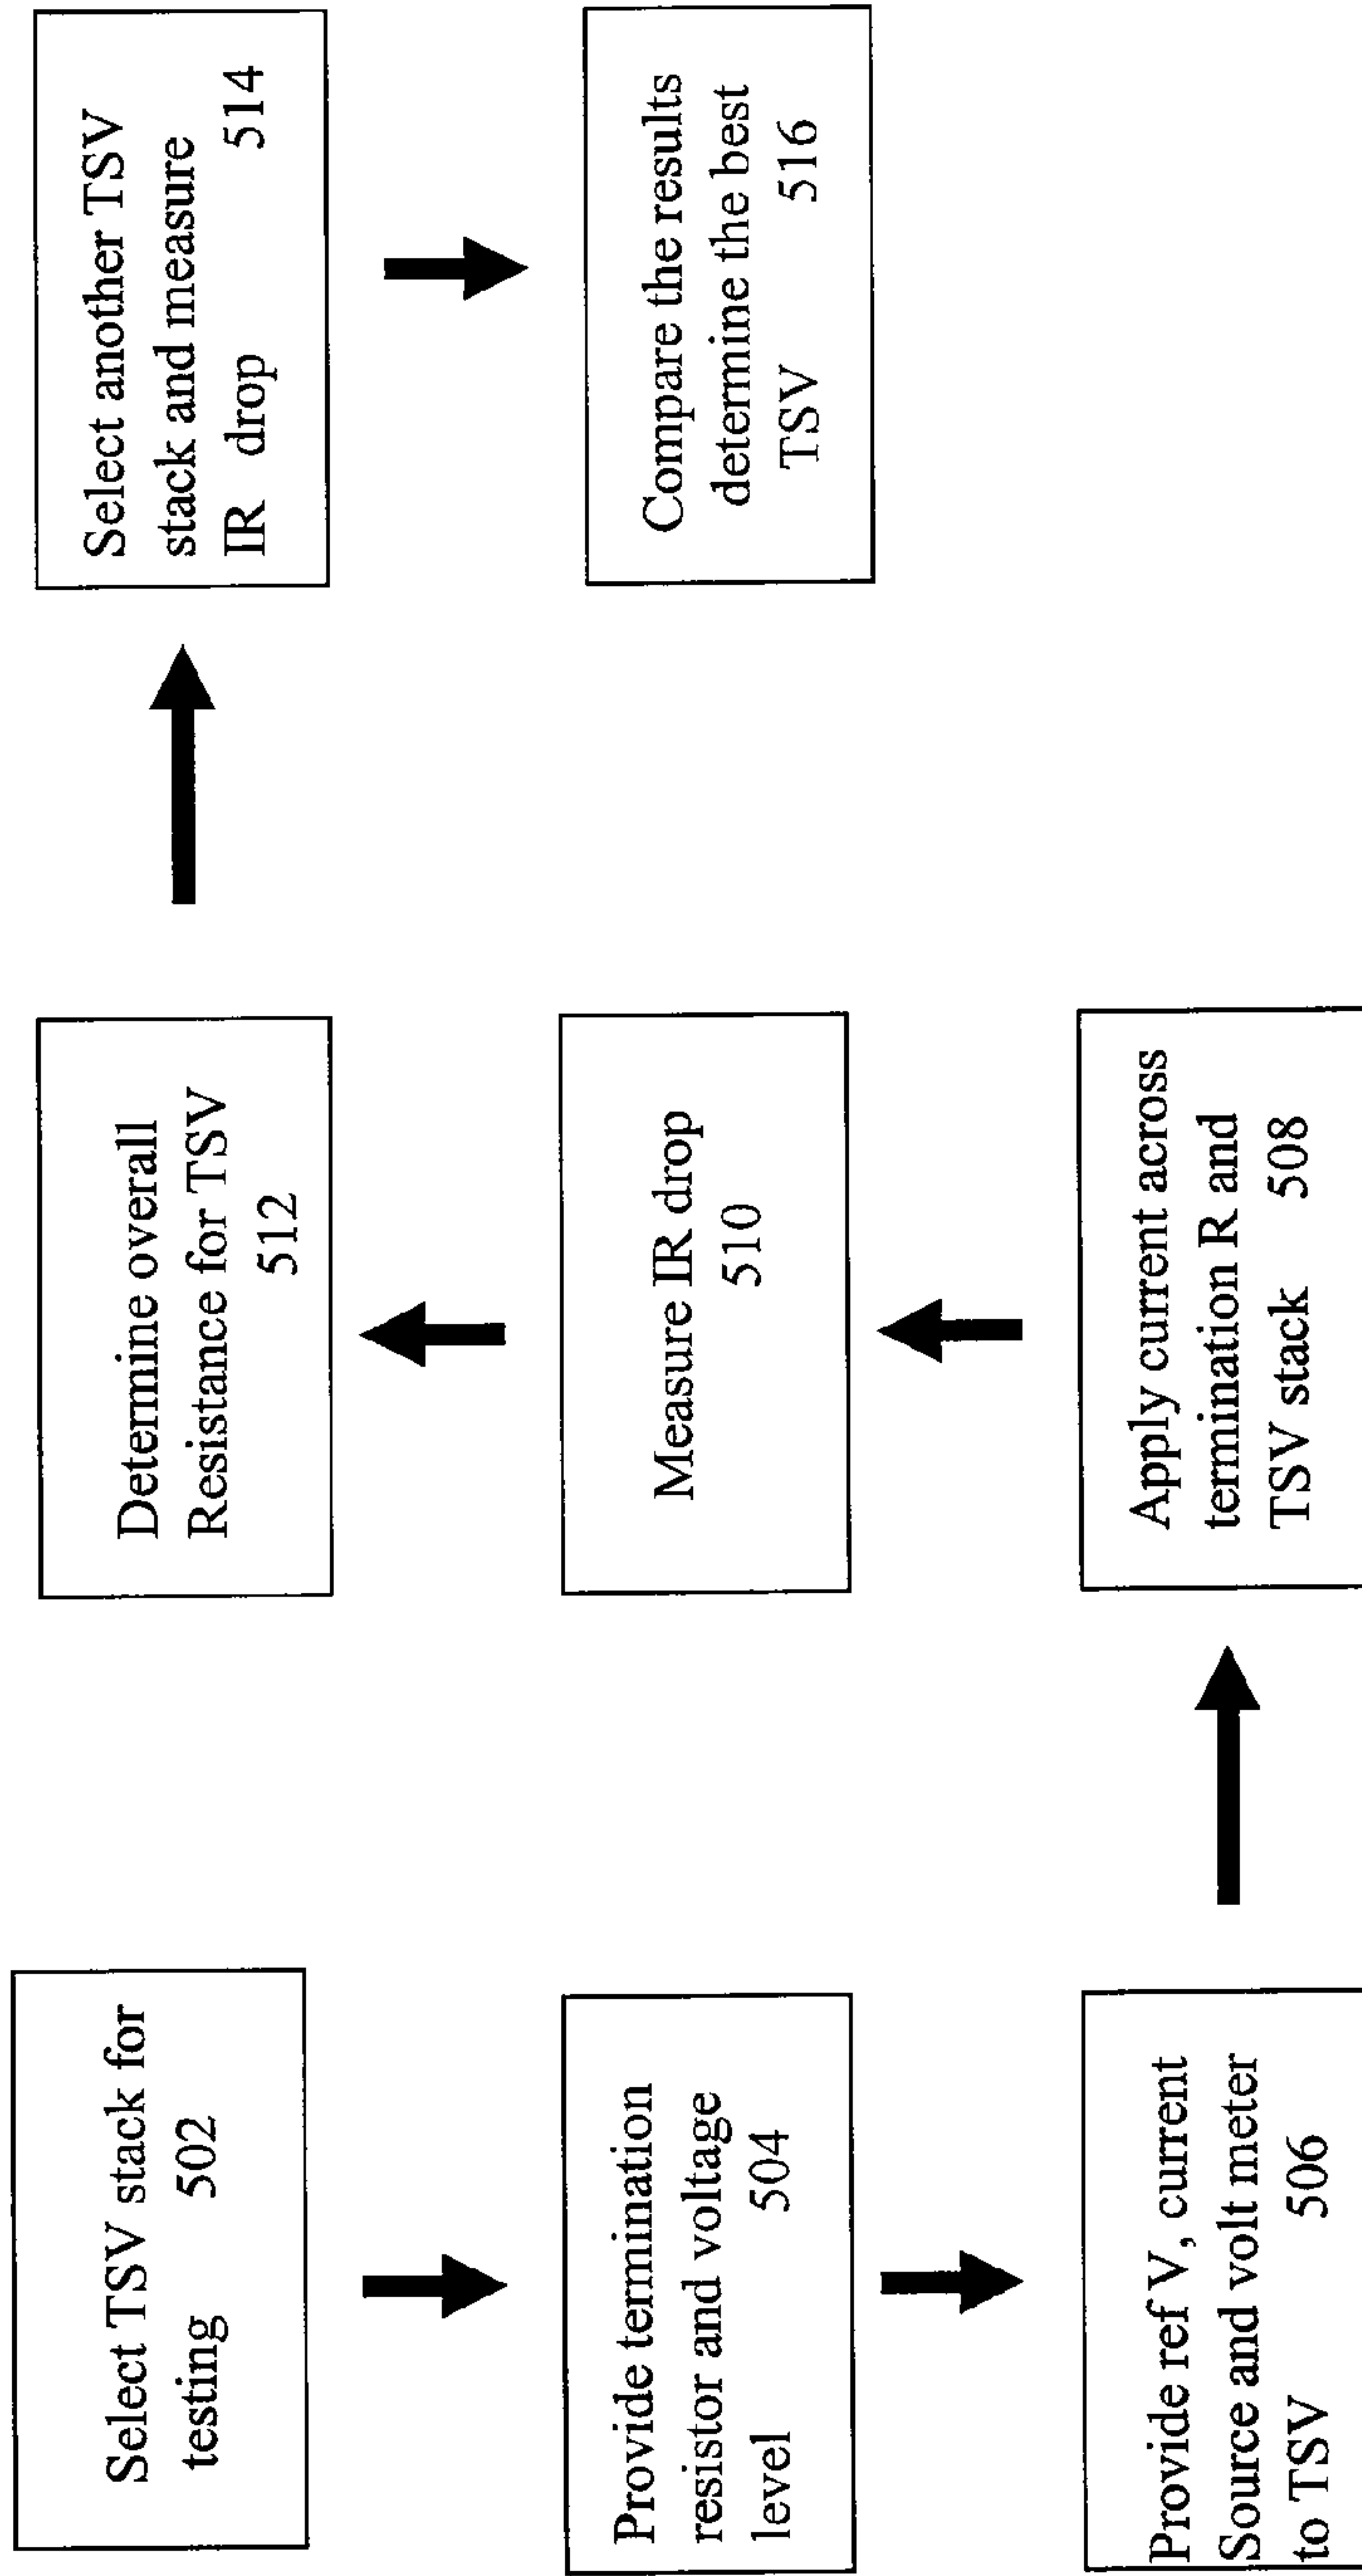 Select TSV stack for
testing 502
Provide termination
resistor and voltage
level 504
Provide ref V, current
Source and volt meter
to TSV 506
Apply current across
termination R and
TSV stack 508
Measure IR drop
510
Determine overall
Resistance for TSV
512
Select another TSV
stack and measure
IR drop 514
Compare the results
determine the best
TSV 516